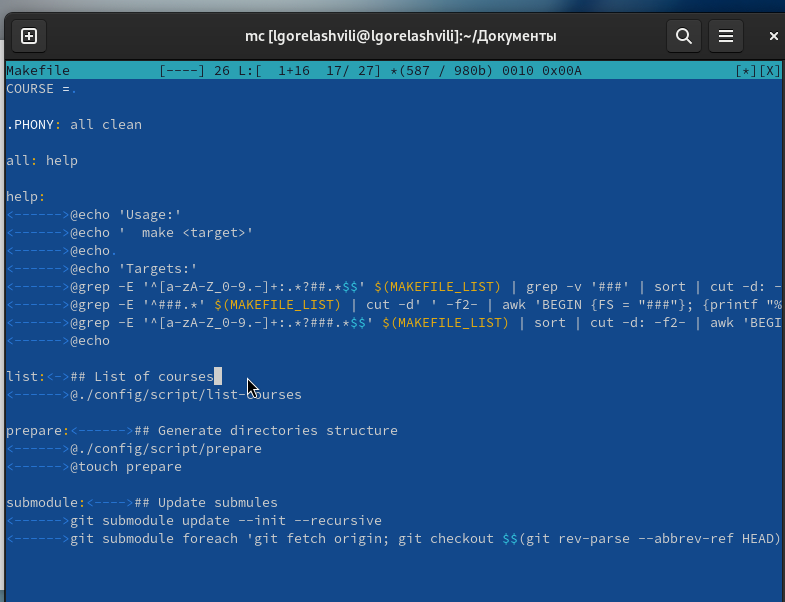 mc [lgorelashvili@lgorelashvili]:~/Документы
Makefile [----] 26 L:[ 1+16 17/ 27] *(587 / 980b) 0010 0x00A [*][X]
COURSE =.
.PHONY: all clean
all: help
help:
<------>@echo 'Usage:'
<------>@echo '  make <target>'
<------>@echo.
<------>@echo 'Targets:'
<------>@grep -E '^[a-zA-Z_0-9.-]+:.*?##.*$$' $(MAKEFILE_LIST) | grep -v '###' | sort | cut -d: -
<------>@grep -E '^###.*' $(MAKEFILE_LIST) | cut -d' ' -f2- | awk 'BEGIN {FS = "###"}; {printf "%
<------>@grep -E '^[a-zA-Z_0-9.-]+:.*?###.*$$' $(MAKEFILE_LIST) | sort | cut -d: -f2- | awk 'BEGI
<------>@echo
list:<->## List of courses
<------>@./config/script/list-courses
prepare:<------>## Generate directories structure
<------>@./config/script/prepare
<------>@touch prepare
submodule:<---->## Update submules
<------>git submodule update --init --recursive
<------>git submodule foreach 'git fetch origin; git checkout $$(git rev-parse --abbrev-ref HEAD)